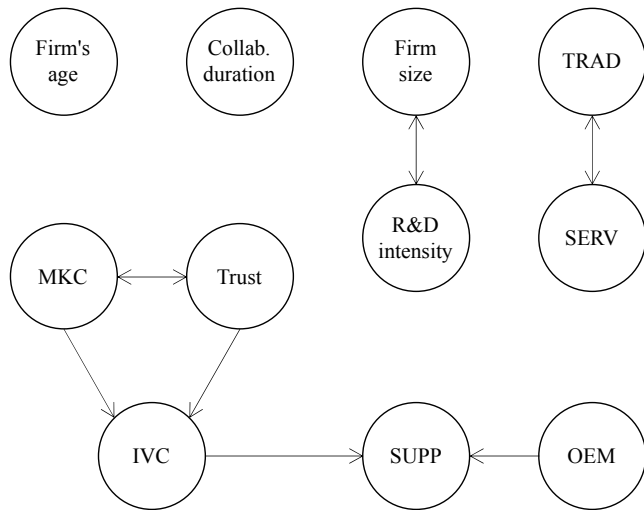 Firm's
age
Collab.
duration
Firm
size
TRAD
R&D
intensity
SERV
MKC
Trust
IVC
SUPP
OEM